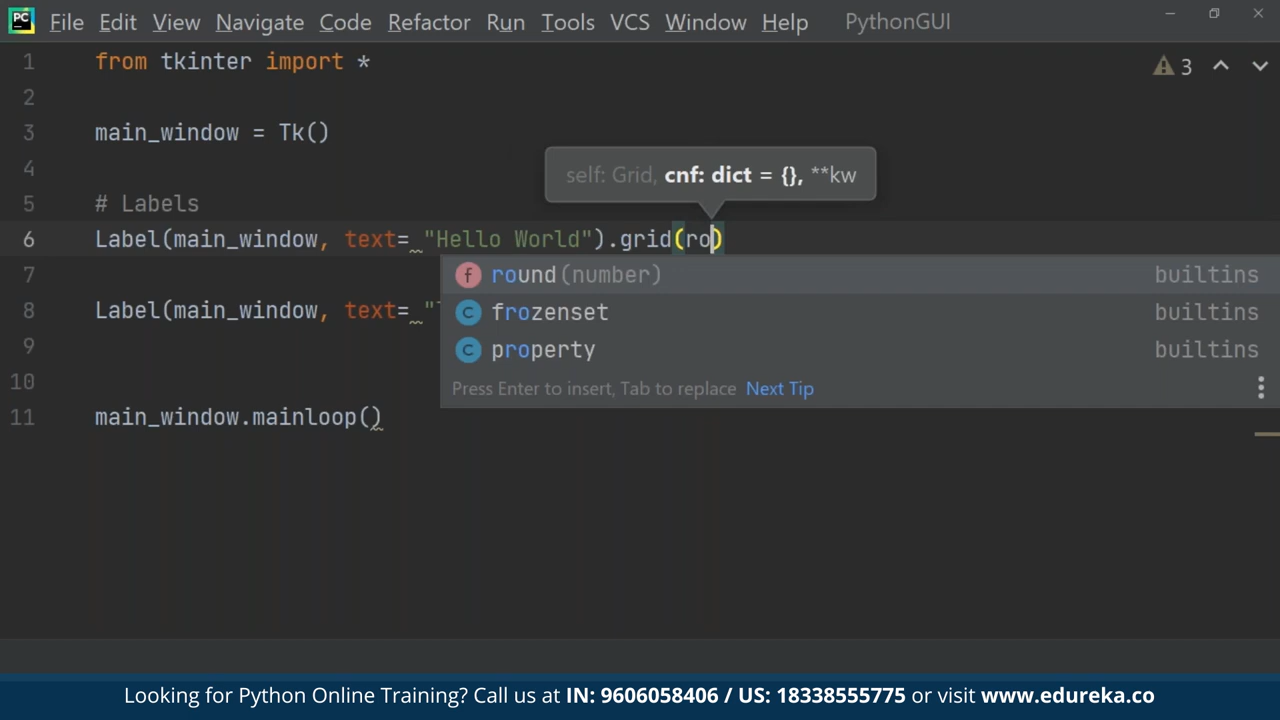 PC File Edit View Navigate Code Refactor Run Tools VCS Window Help PythonGUI
1 from tkinter import *
3
2
3 main_window = Tk()
4
self: Grid, cnf: dict = {}, **kw
5 # Labels
6 Label(main_window, text= "Hello World").grid(ro)
7
f round(number) builtins
c frozenset builtins
8 Label(main_window, text= "
c property builtins
9
10
Press Enter to insert, Tab to replace Next Tip
11 main_window.mainloop()
Looking for Python Online Training? Call us at IN: 9606058406 / US: 18338555775 or visit www.edureka.co